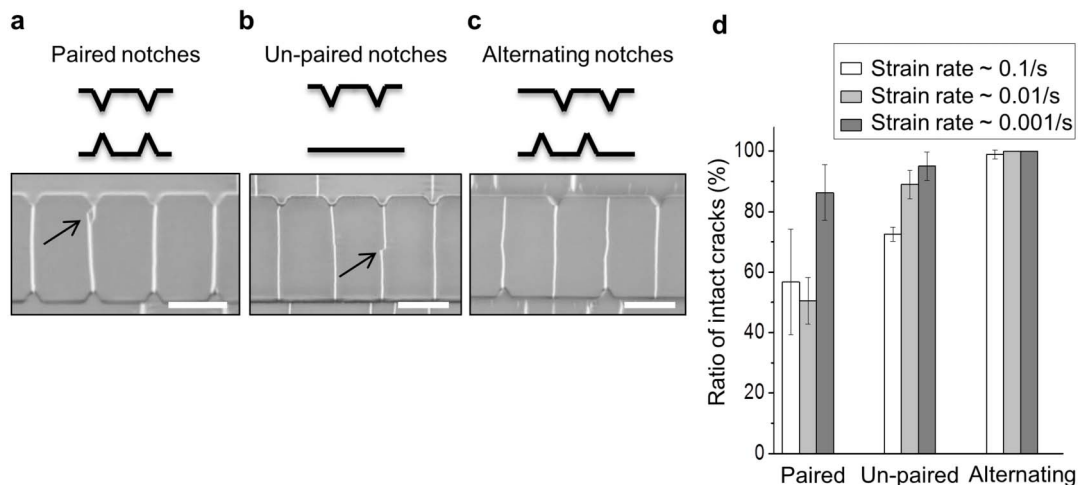 a
Paired notches
b
Un-paired notches
c
Alternating notches
d
Strain rate ~ 0.1/s
Strain rate ~ 0.01/s
Strain rate ~ 0.001/s
Ratio of intact cracks (%)
100
80
60
40
20
0
Paired
Un-paired
Alternating